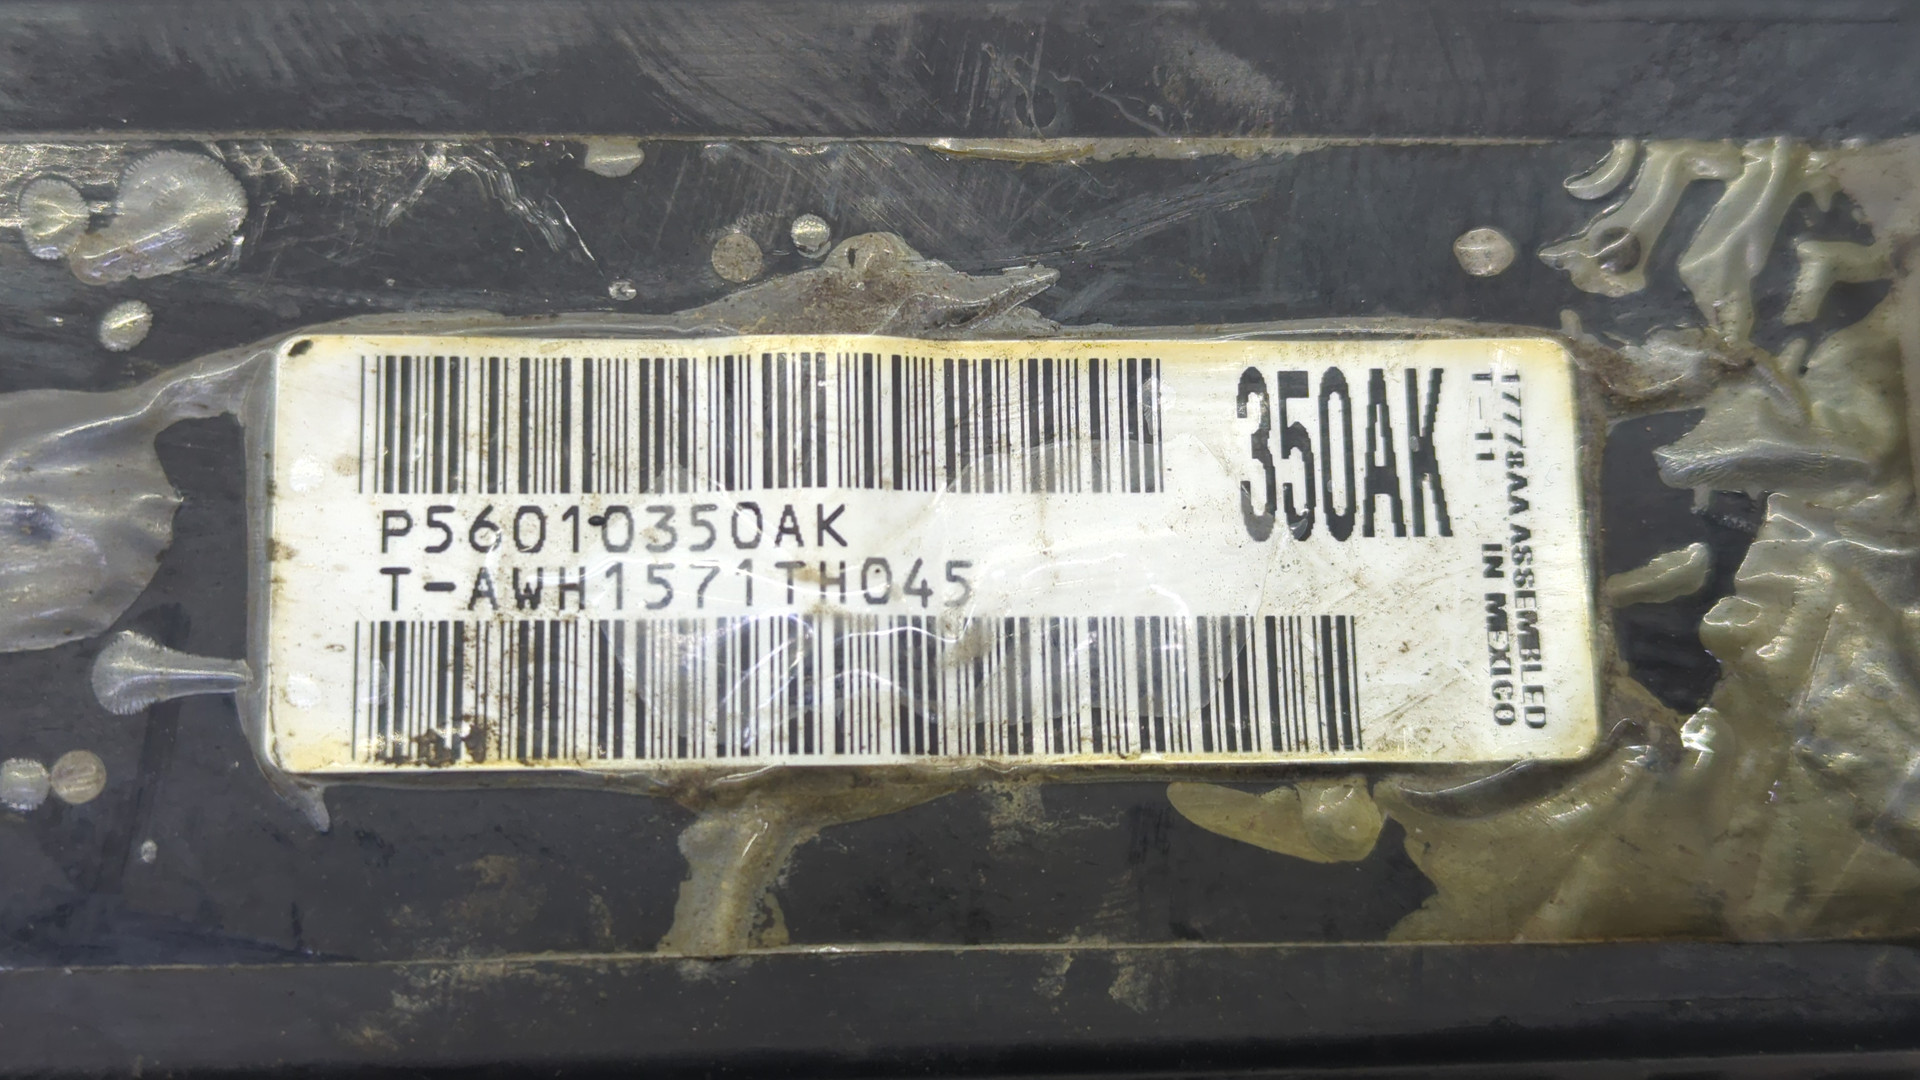 350AK
P56010350AK
T-AWH1571TH045
17778AA ASSEMBLED
T-11 IN MEXICO